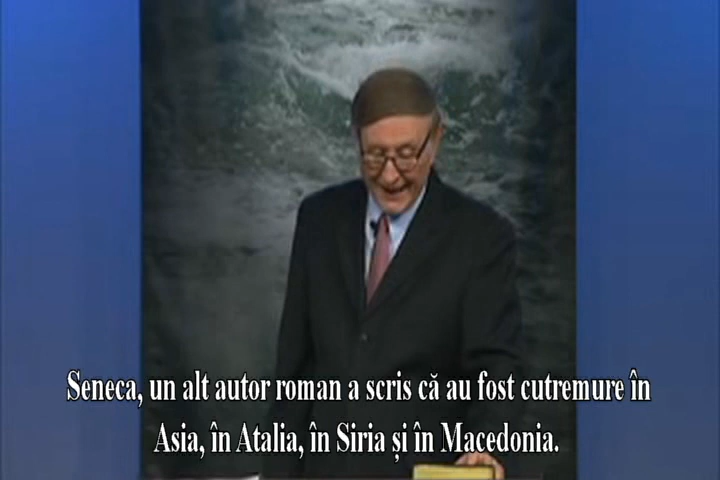 Seneca, un alt autor roman a scris că au fost cutremure în
Asia, în Atalia, în Siria și în Macedonia.